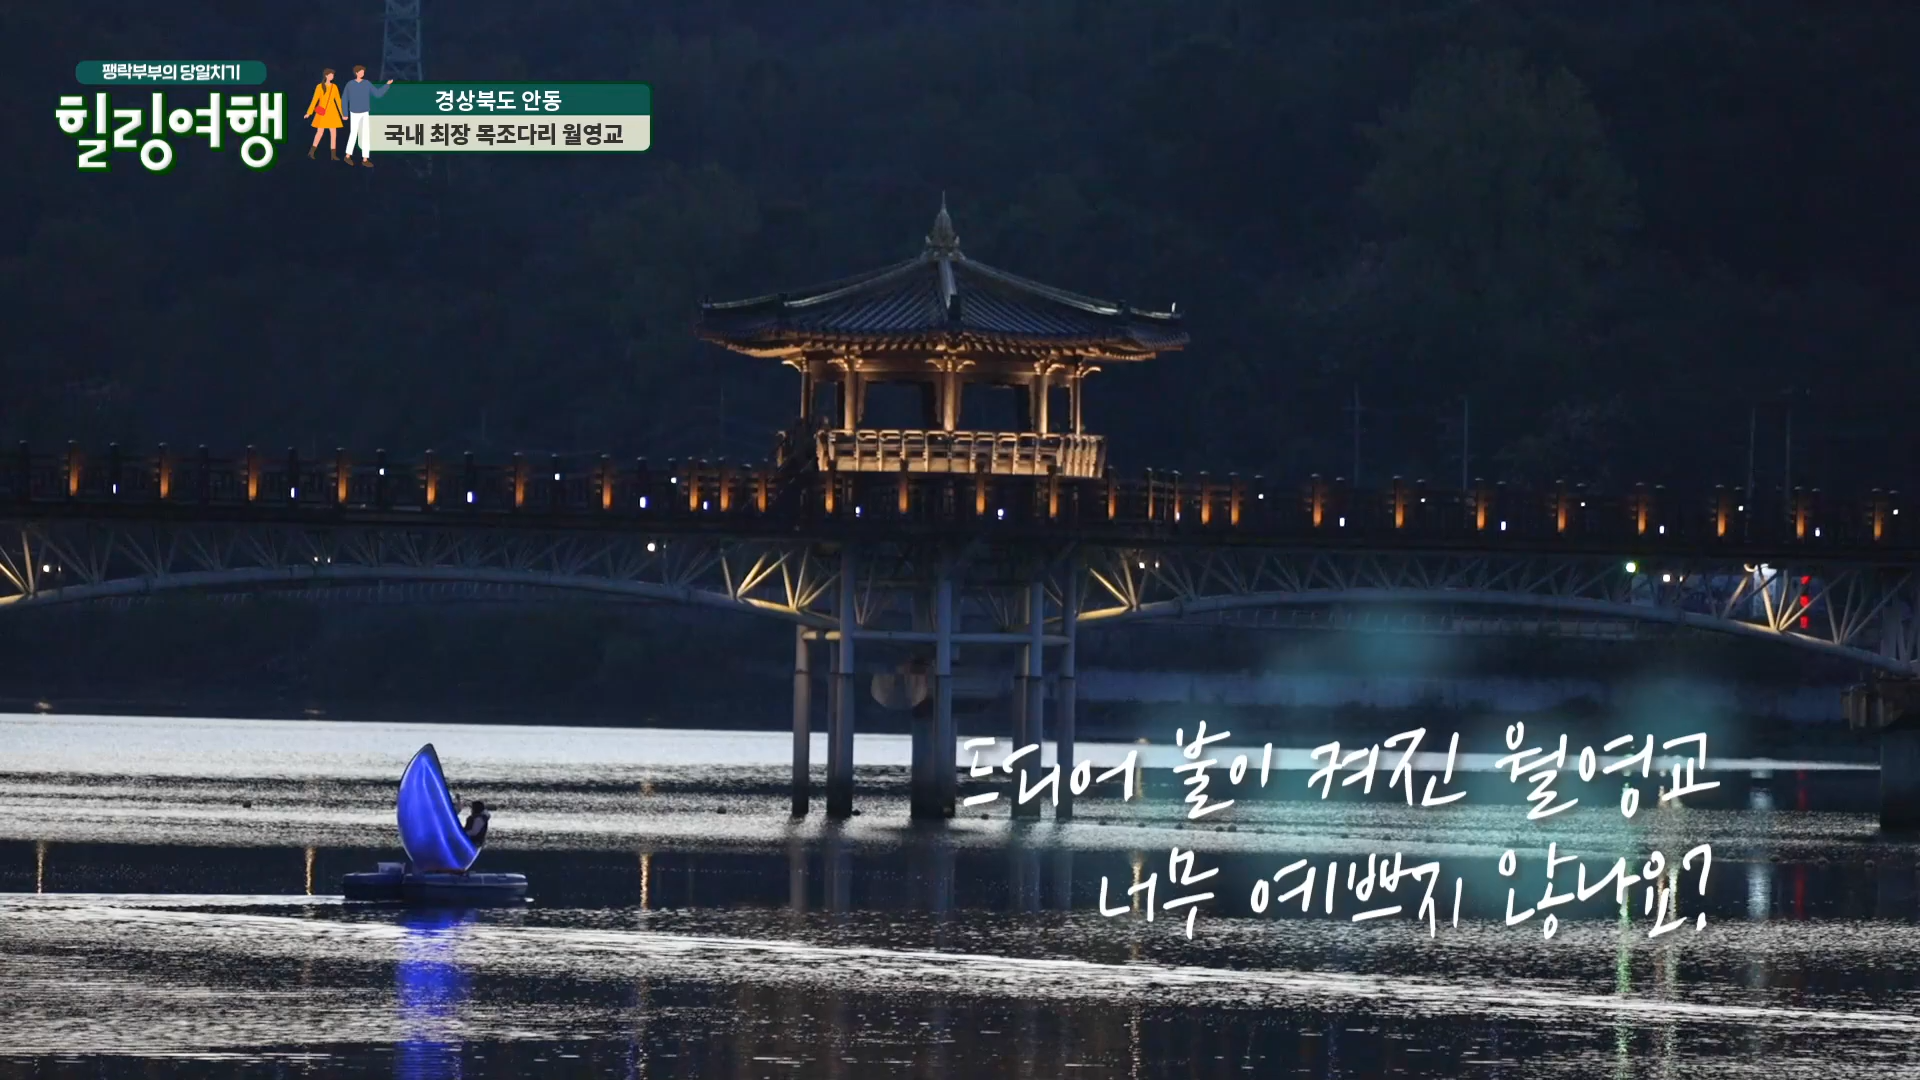 팽락부부의 당일치기
힐링여행
경상북도 안동
국내 최장 목조다리 월영교
드디어 불이 켜진 월영교
너무 예쁘지 않나요?